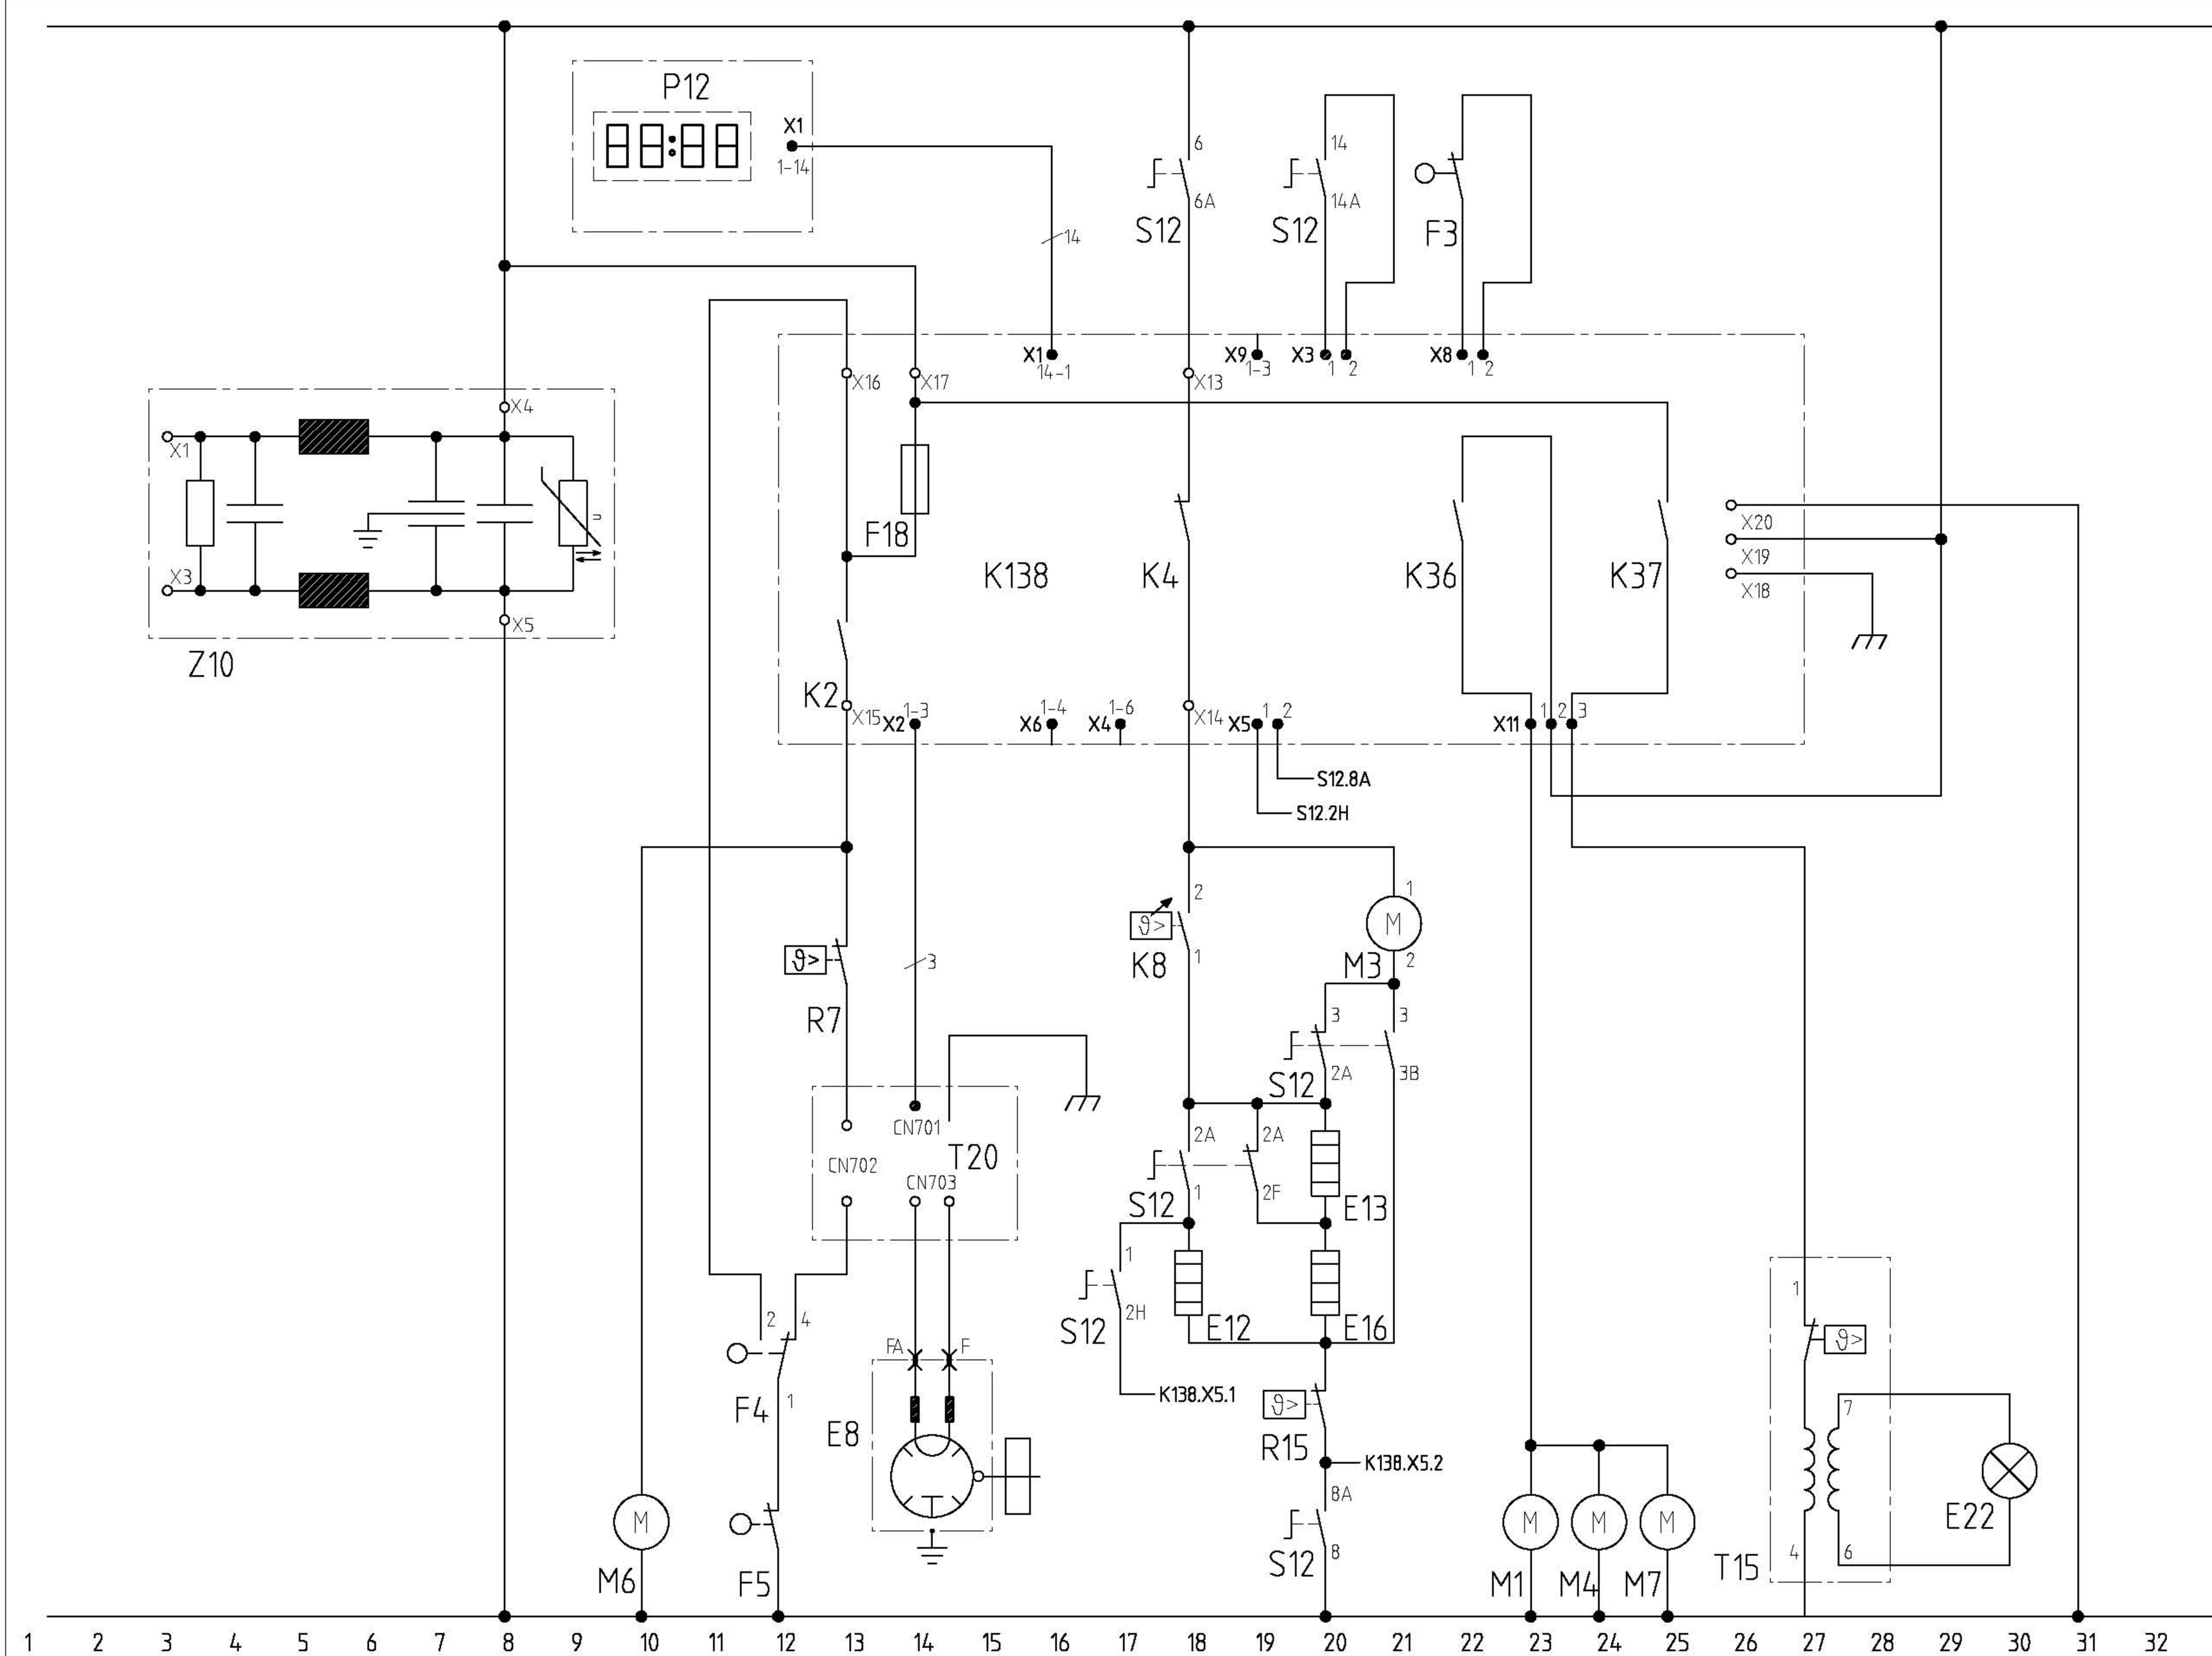 P12
X1
1-14
14
6
6A
S12
14
14A
S12
F3
X1
14-1
X9
1-3
X3
1 2
X8
1 2
X16
X17
X13
X4
X1
X3
X5
U
Z10
F18
K138
K4
K36
K37
X20
X19
X18
K2
X15
X2
1-3
X6
1-4
X4
1-6
X14
X5
1 2
X11
1 2 3
S12.8A
S12.2H
2
ϑ>
K8
1
1
M
M3
2
ϑ>
R7
3
3
3
S12
2A
3B
CN701
CN702
T20
CN703
2A
2A
S12
1
2F
E13
1
S12
2H
E12
E16
K138.X5.1
2
4
F4
1
FA
F
E8
ϑ>
R15
K138.X5.2
8A
S12
8
1
ϑ>
7
E22
T15
4
6
M
M6
F5
M
M
M
M1
M4
M7
1 2 3 4 5 6 7 8 9 10 11 12 13 14 15 16 17 18 19 20 21 22 23 24 25 26 27 28 29 30 31 32